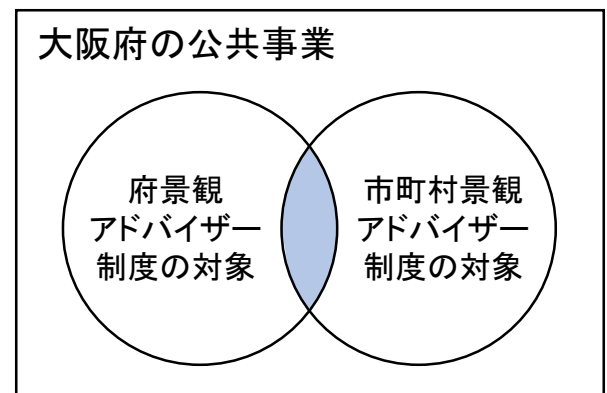 大阪府の公共事業
府景観
アドバイザー
制度の対象
市町村景観
アドバイザー
制度の対象